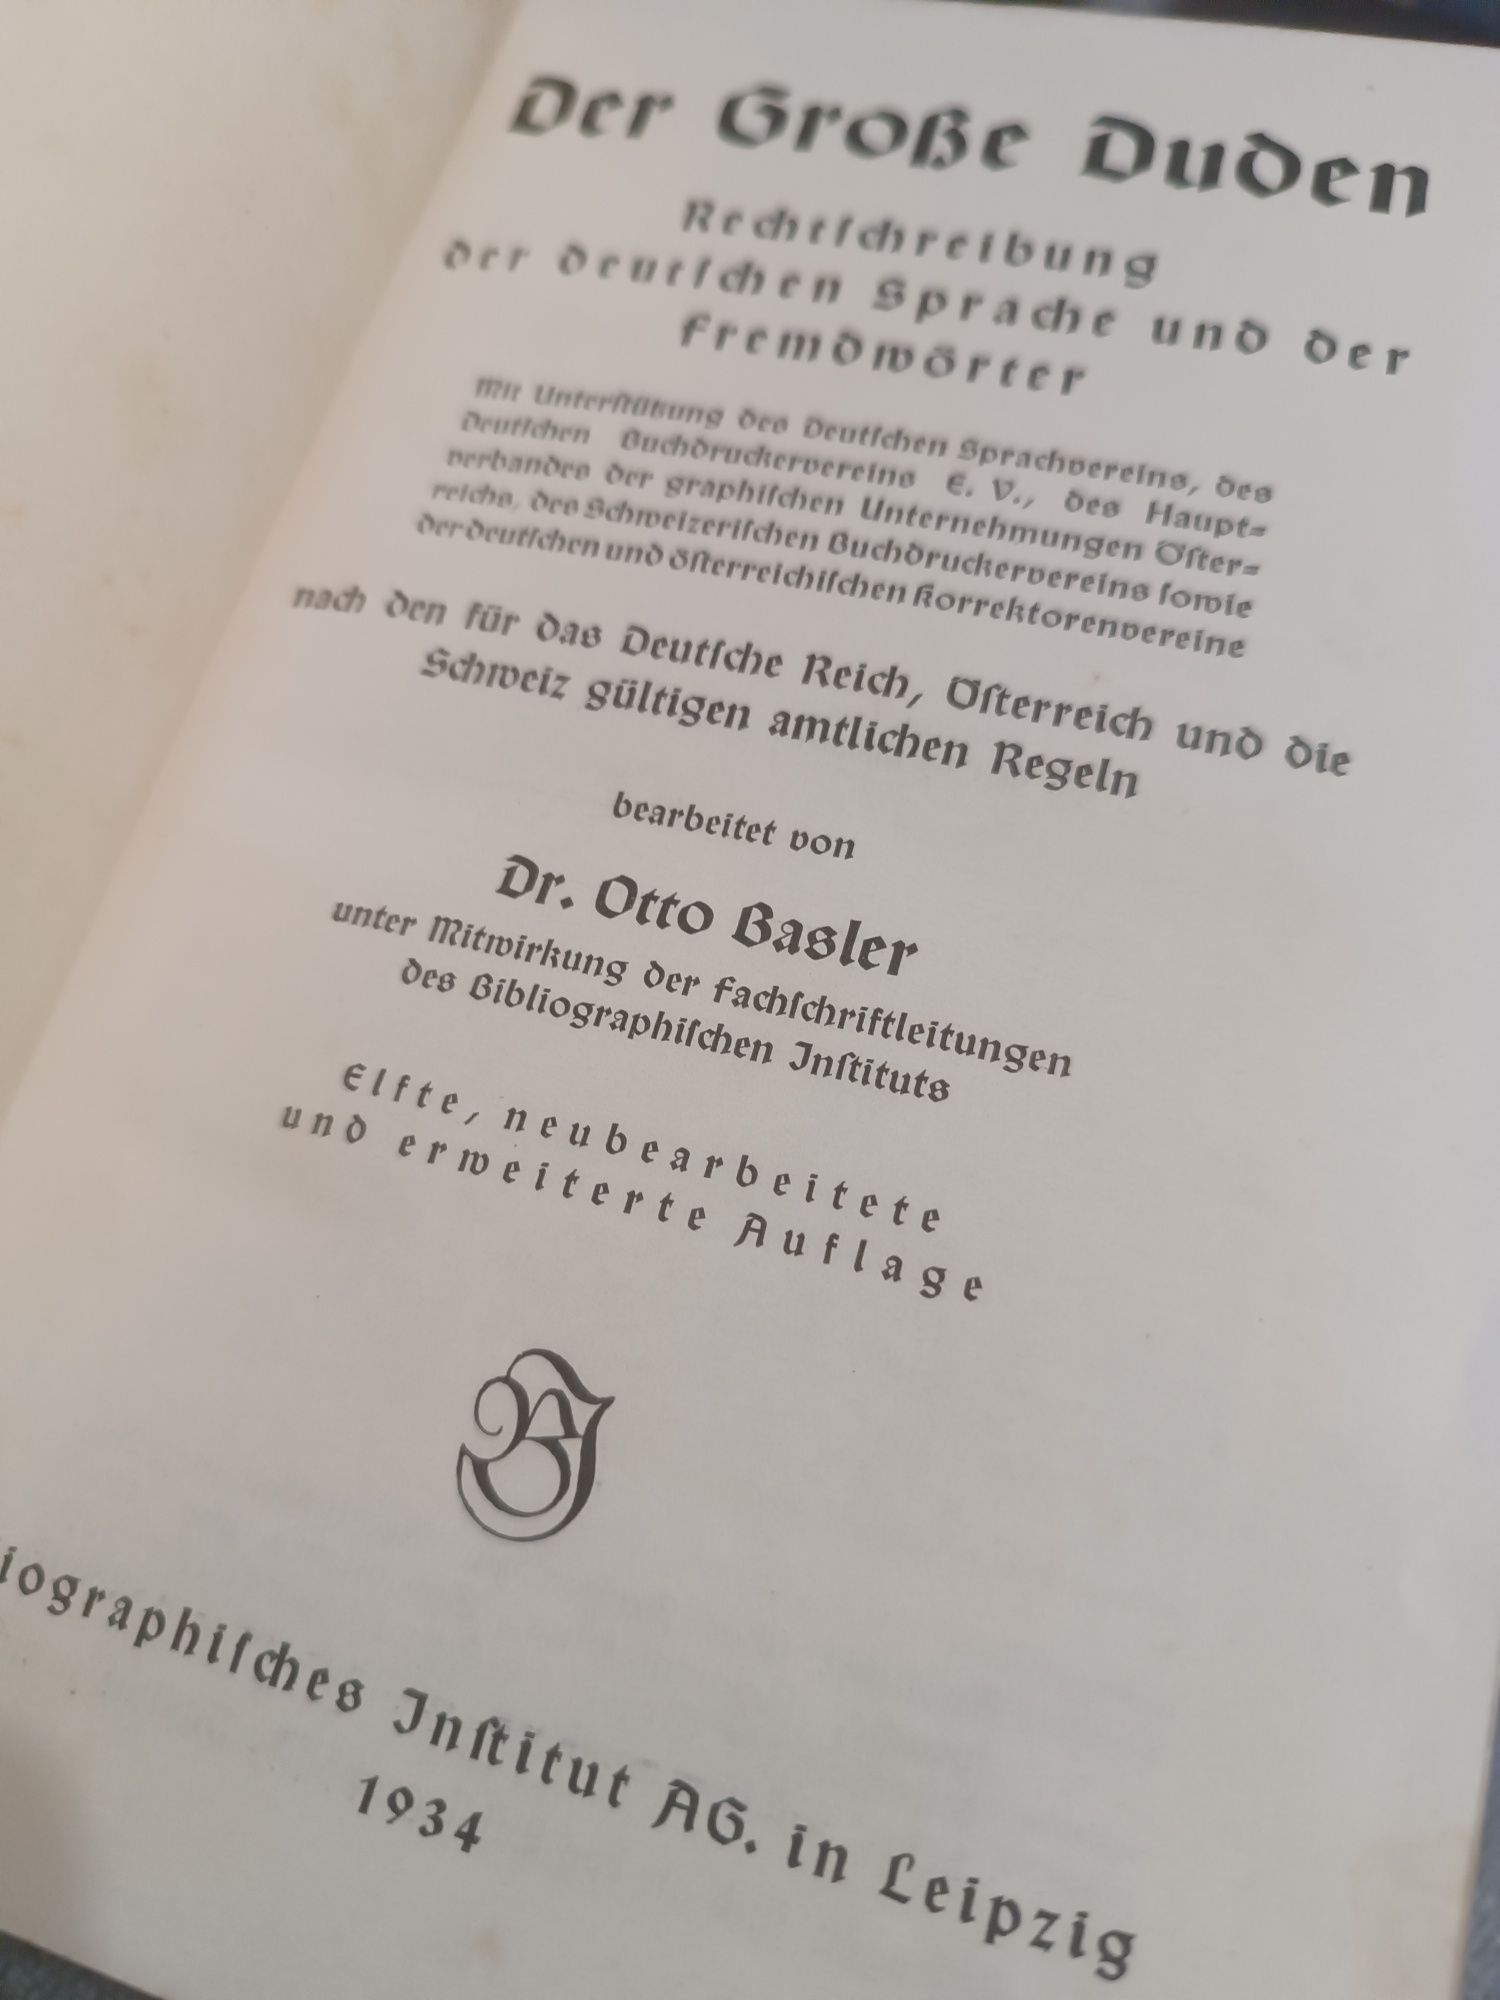 Der Große Duden
Rechtſchreibung
der deutſchen Sprache und der
Fremdwörter
Mit Unterſtützung des Deutſchen Sprachvereins, des
Deutſchen Buchdruckervereins E. V., des Haupt=
verbandes der graphiſchen Unternehmungen Öſter=
reichs, des Schweizeriſchen Buchdruckervereins ſowie
der deutſchen und öſterreichiſchen Korrektorenvereine
nach den für das Deutſche Reich, Öſterreich und die
Schweiz gültigen amtlichen Regeln
bearbeitet von
Dr. Otto Basler
unter Mitwirkung der Fachſchriftleitungen
des Bibliographiſchen Inſtituts
Elfte, neubearbeitete
und erweiterte Auflage
BI
iographiſches Inſtitut AG. in Leipzig
1934